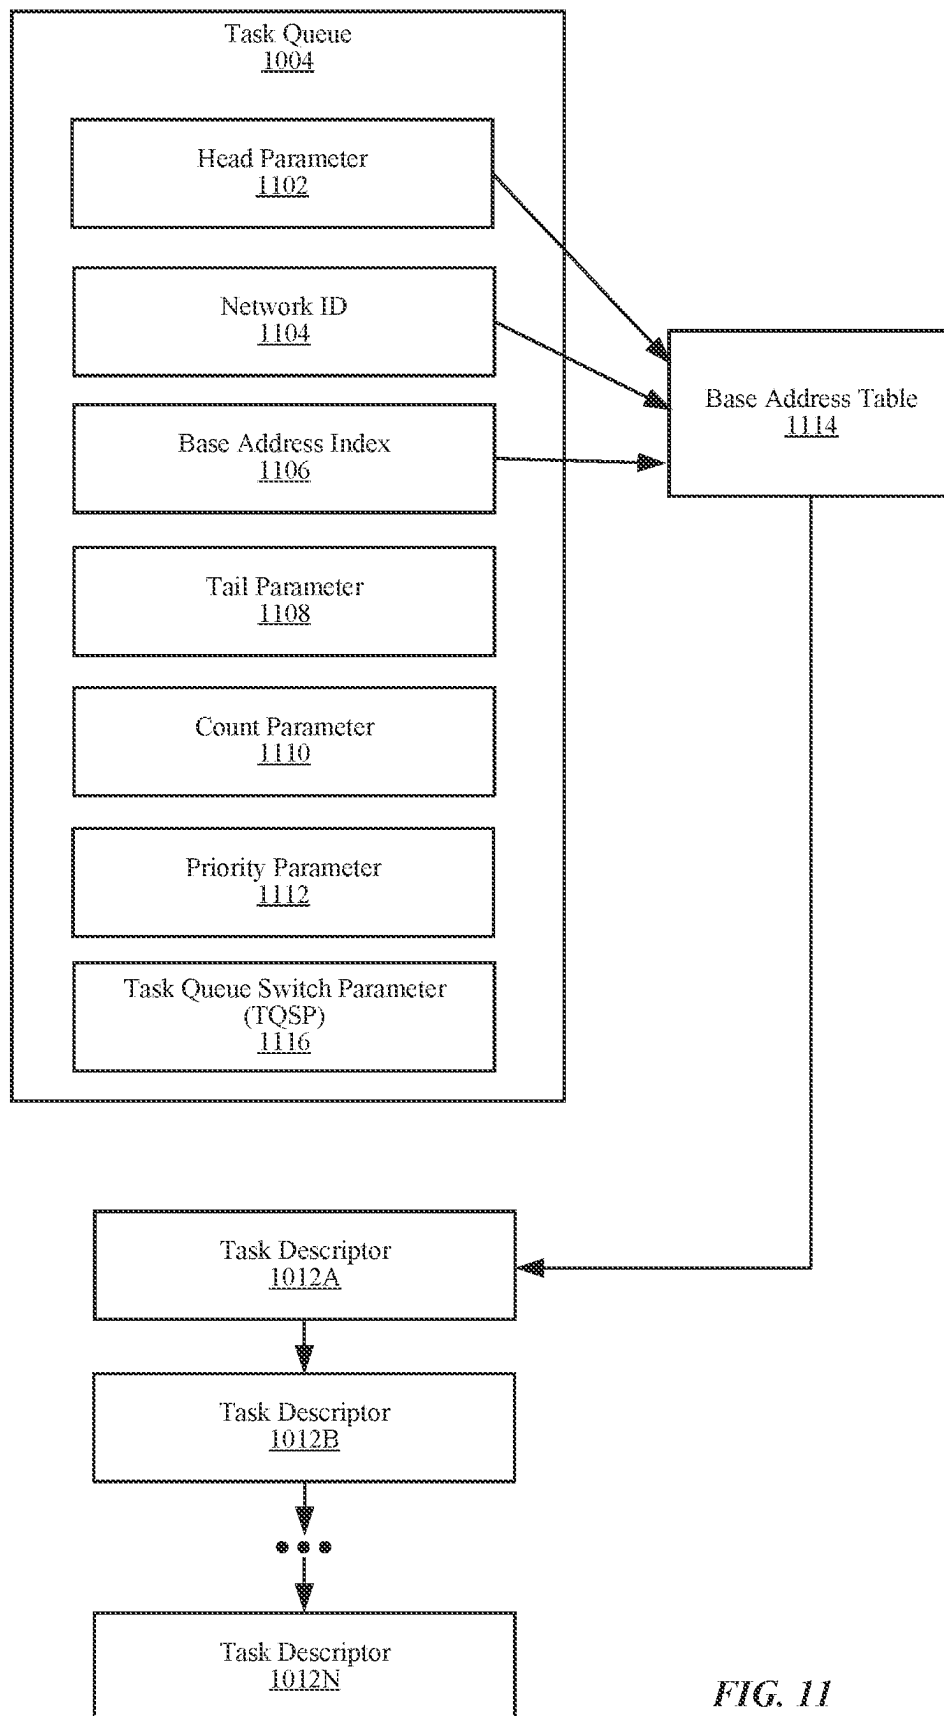 Task Queue
1004
Head Parameter
1102
Network ID
1104
Base Address Index
1106
Tail Parameter
1108
Count Parameter
1110
Priority Parameter
1112
Task Queue Switch Parameter
(TQSP)
1116
Base Address Table
1114
Task Descriptor
1012A
Task Descriptor
1012B
Task Descriptor
1012N
FIG. 11